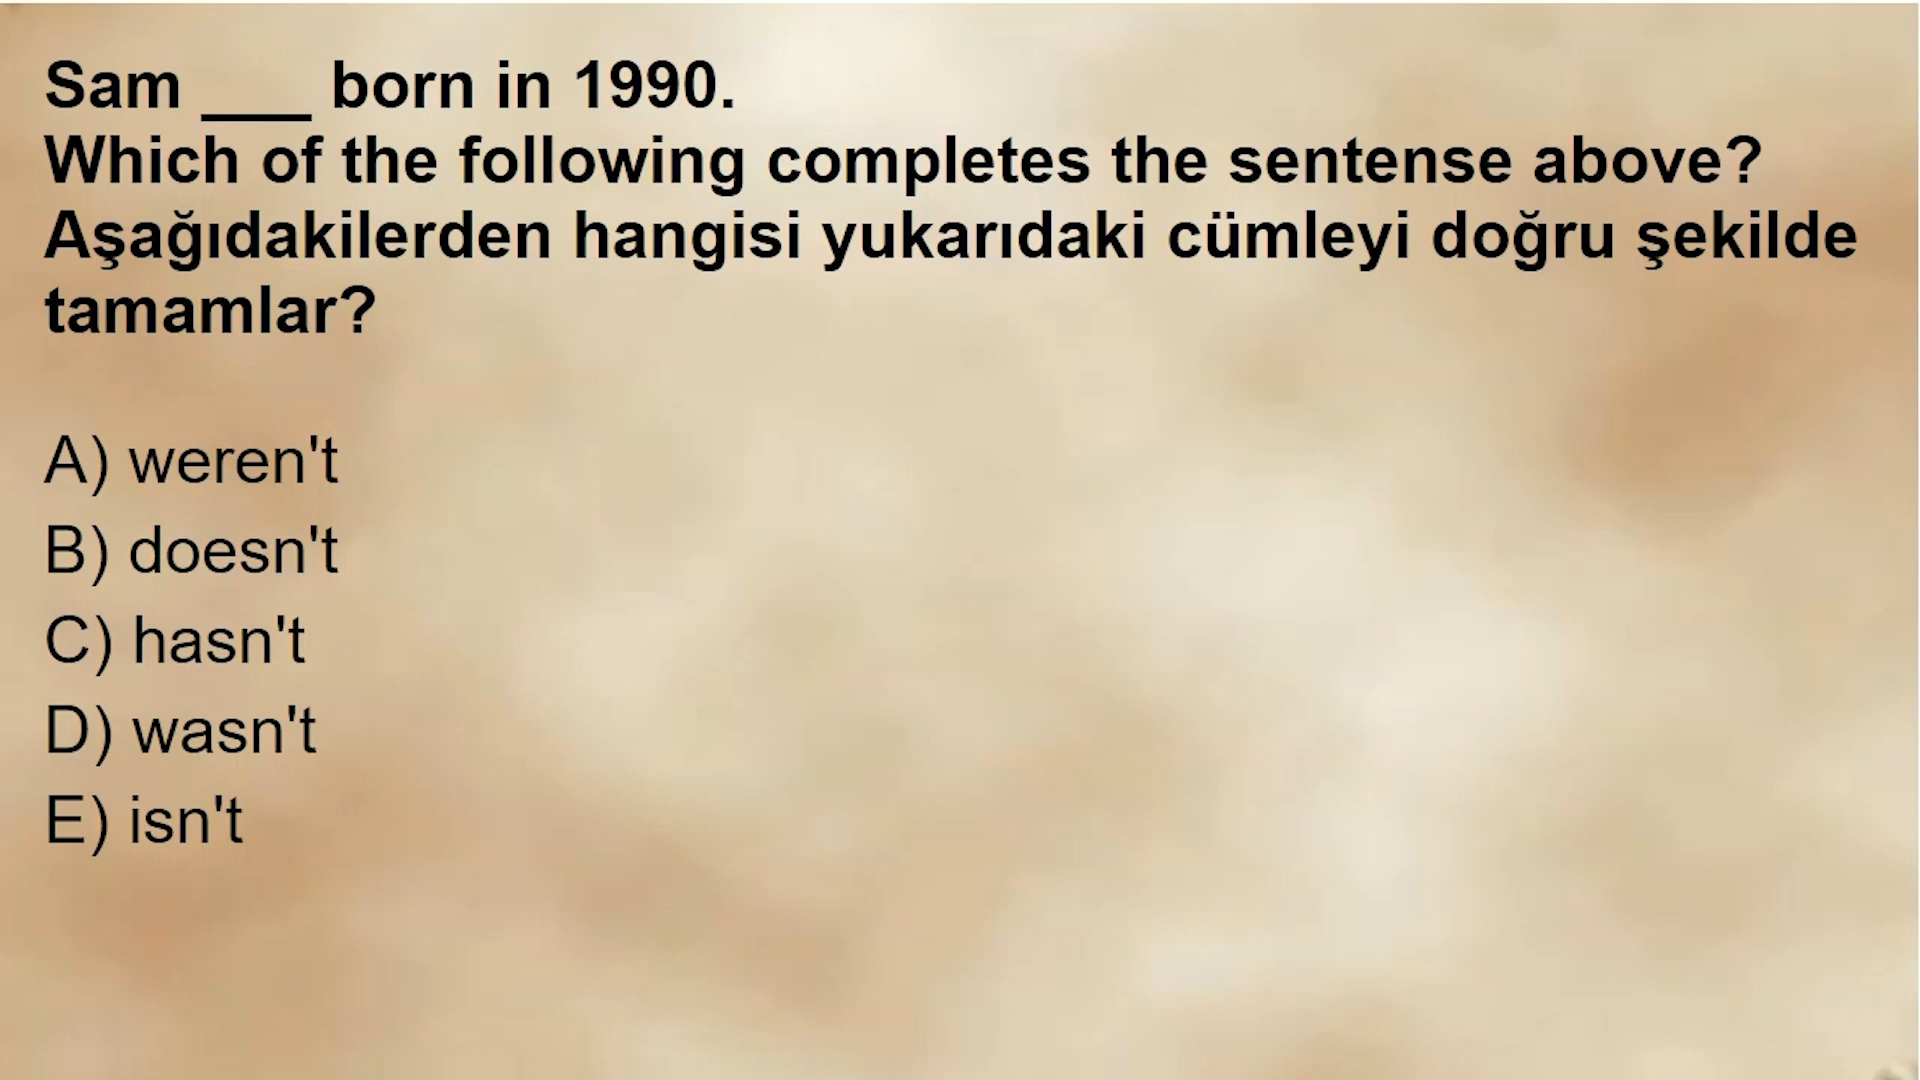 Sam ___ born in 1990.
Which of the following completes the sentense above?
Aşağıdakilerden hangisi yukarıdaki cümleyi doğru şekilde
tamamlar?
A) weren't
B) doesn't
C) hasn't
D) wasn't
E) isn't